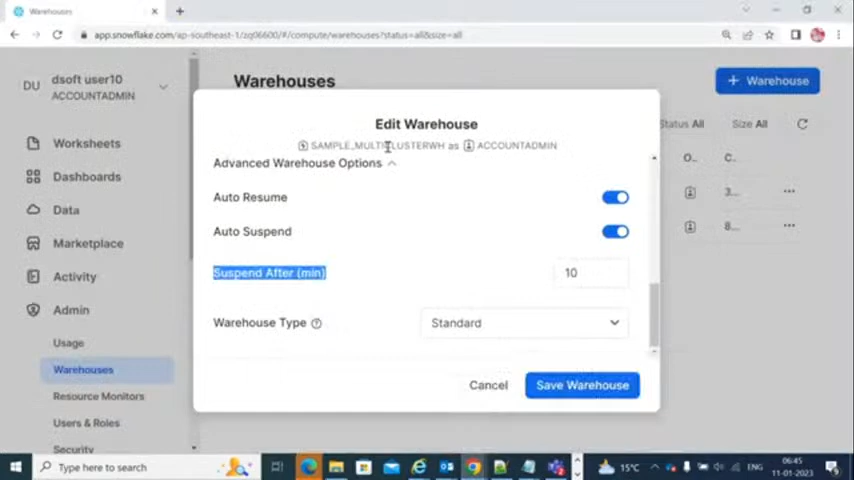 Warehouses
app.snowflake.com/ap-southeast-1/zq06600/#/compute/warehouses?status=all&size=all
DU
dsoft user10
ACCOUNTADMIN
Worksheets
Dashboards
Data
Marketplace
Activity
Admin
Usage
Warehouses
Resource Monitors
Users & Roles
Security
Warehouses
+ Warehouse
Status All
Size All
O...
C...
3...
8...
Edit Warehouse
SAMPLE_MULTICLUSTERWH as ACCOUNTADMIN
Advanced Warehouse Options
Auto Resume
Auto Suspend
Suspend After (min)
10
Warehouse Type
Standard
Cancel
Save Warehouse
Type here to search
15°C
ENG
06:45
11-01-2023